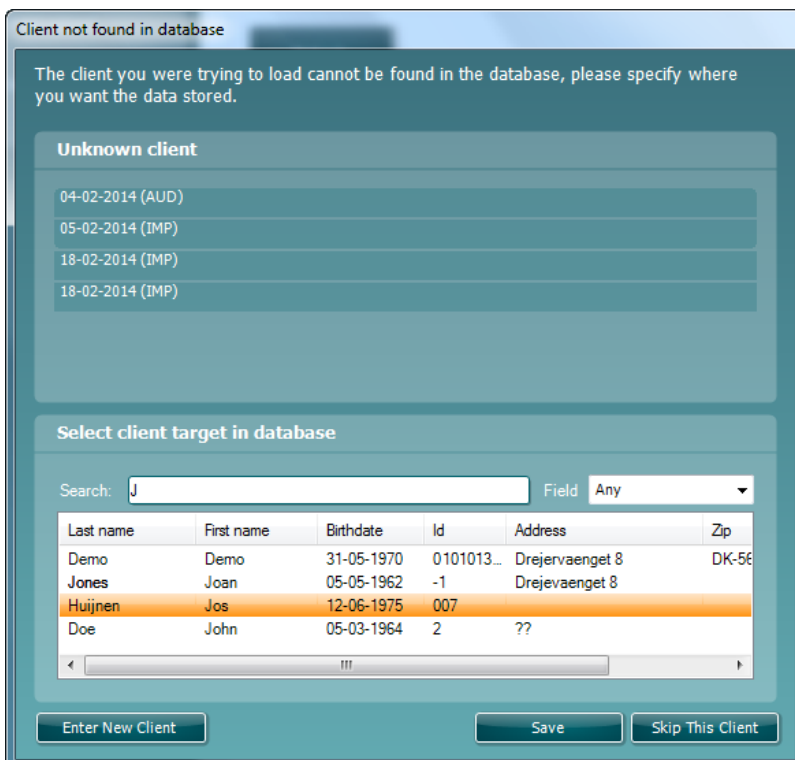 Client not found in database
The client you were trying to load cannot be found in the database, please specify where
you want the data stored.
Unknown client
04-02-2014 (AUD)
05-02-2014 (IMP)
18-02-2014 (IMP)
18-02-2014 (IMP)
Select client target in database
Search: J Field Any
Last name First name Birthdate Id Address Zip
Demo Demo 31-05-1970 0101013... Drejervaenget 8 DK-56
Jones Joan 05-05-1962 -1 Drejevaenget 8
Huijnen Jos 12-06-1975 007
Doe John 05-03-1964 2 ??
Enter New Client Save Skip This Client